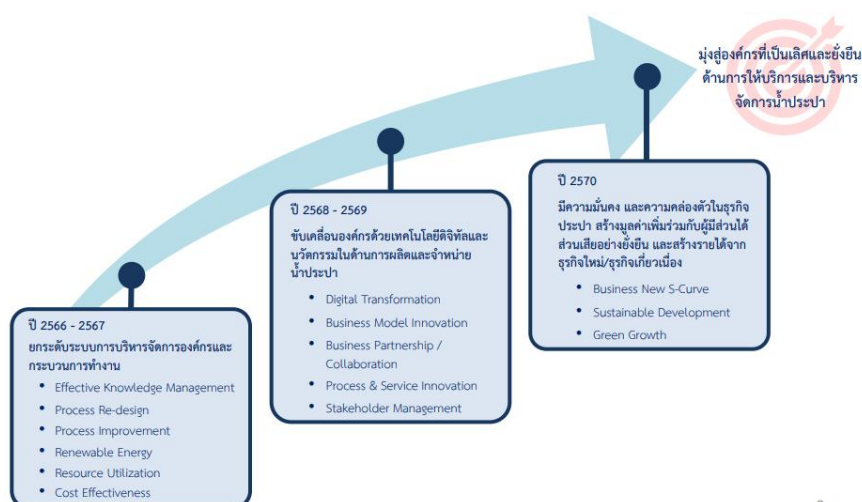 มุ่งสู่องค์กรที่เป็นเลิศและยั่งยืน
ด้านการให้บริการและบริหาร
จัดการน้ำประปา
ปี 2566 - 2567
ยกระดับระบบการบริหารจัดการองค์กรและ
กระบวนการทำงาน
• Effective Knowledge Management
• Process Re-design
• Process Improvement
• Renewable Energy
• Resource Utilization
• Cost Effectiveness
ปี 2568 - 2569
ขับเคลื่อนองค์กรด้วยเทคโนโลยีดิจิทัลและ
นวัตกรรมในด้านการผลิตและจำหน่าย
น้ำประปา
• Digital Transformation
• Business Model Innovation
• Business Partnership /
Collaboration
• Process & Service Innovation
• Stakeholder Management
ปี 2570
มีความมั่นคง และความคล่องตัวในธุรกิจ
ประปา สร้างมูลค่าเพิ่มร่วมกับผู้มีส่วนได้
ส่วนเสียอย่างยั่งยืน และสร้างรายได้จาก
ธุรกิจใหม่/ธุรกิจเกี่ยวเนื่อง
• Business New S-Curve
• Sustainable Development
• Green Growth